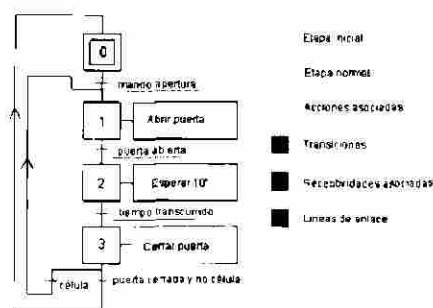 0
Etapa inicial
mando apertura
Etapa normal
1
Abrir puerta
Acciones asociadas
puerta abierta
Transiciones
2
Esperar 10"
Receptividades asociadas
tiempo transcurrido
Líneas de enlace
3
Cerrar puerta
célula
puerta cerrada y no célula